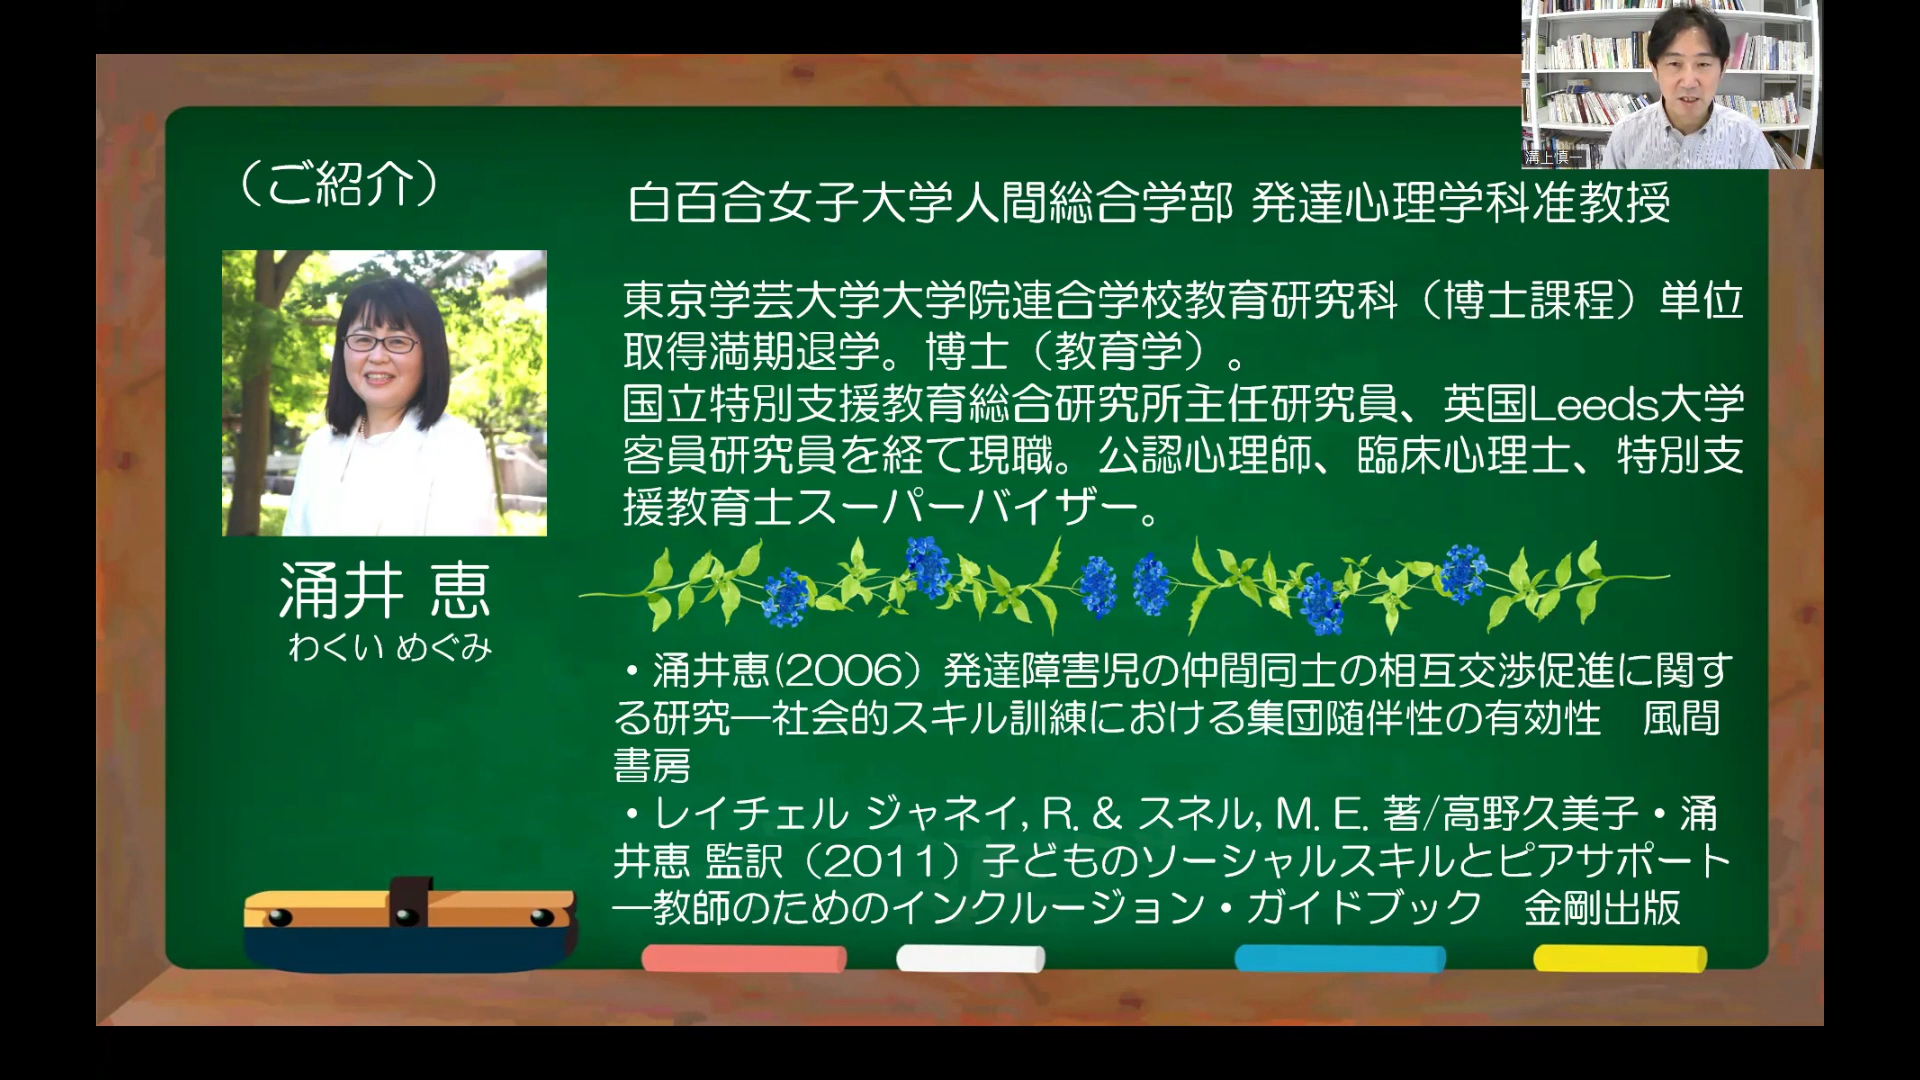 (ご紹介)
白百合女子大学人間総合学部 発達心理学科准教授
東京学芸大学大学院連合学校教育研究科（博士課程）単位
取得満期退学。博士（教育学）。
国立特別支援教育総合研究所主任研究員、英国Leeds大学
客員研究員を経て現職。公認心理師、臨床心理士、特別支
援教育士スーパーバイザー。
涌井 恵
わくい めぐみ
・涌井恵(2006）発達障害児の仲間同士の相互交渉促進に関す
る研究―社会的スキル訓練における集団随伴性の有効性　風間
書房
・レイチェル ジャネイ, R. & スネル, M. E. 著/高野久美子・涌
井恵 監訳（2011）子どものソーシャルスキルとピアサポート
―教師のためのインクルージョン・ガイドブック　金剛出版
溝上慎一